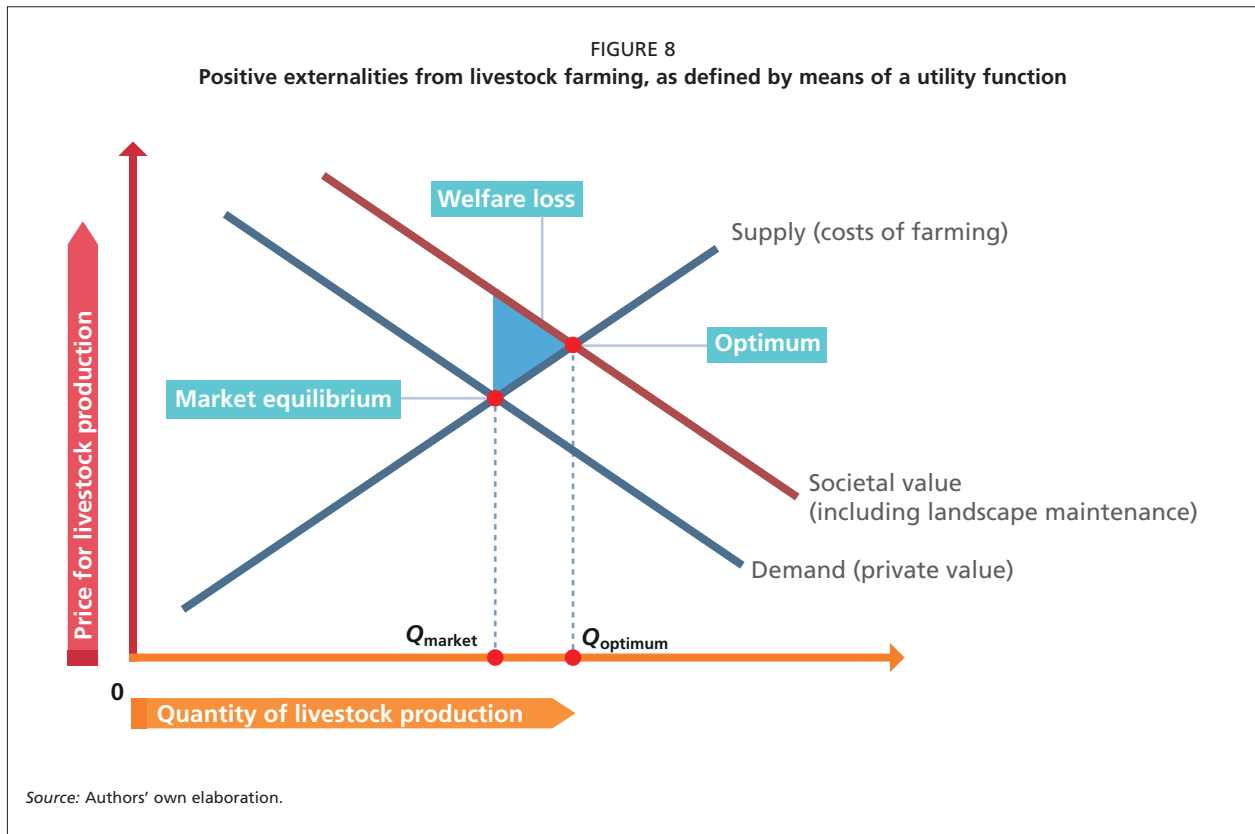 FIGURE 8
Positive externalities from livestock farming, as defined by means of a utility function
Welfare loss
Supply (costs of farming)
Optimum
Market equilibrium
Price for livestock production
Societal value
(including landscape maintenance)
Demand (private value)
Qmarket
Qoptimum
0
Quantity of livestock production
Source: Authors' own elaboration.